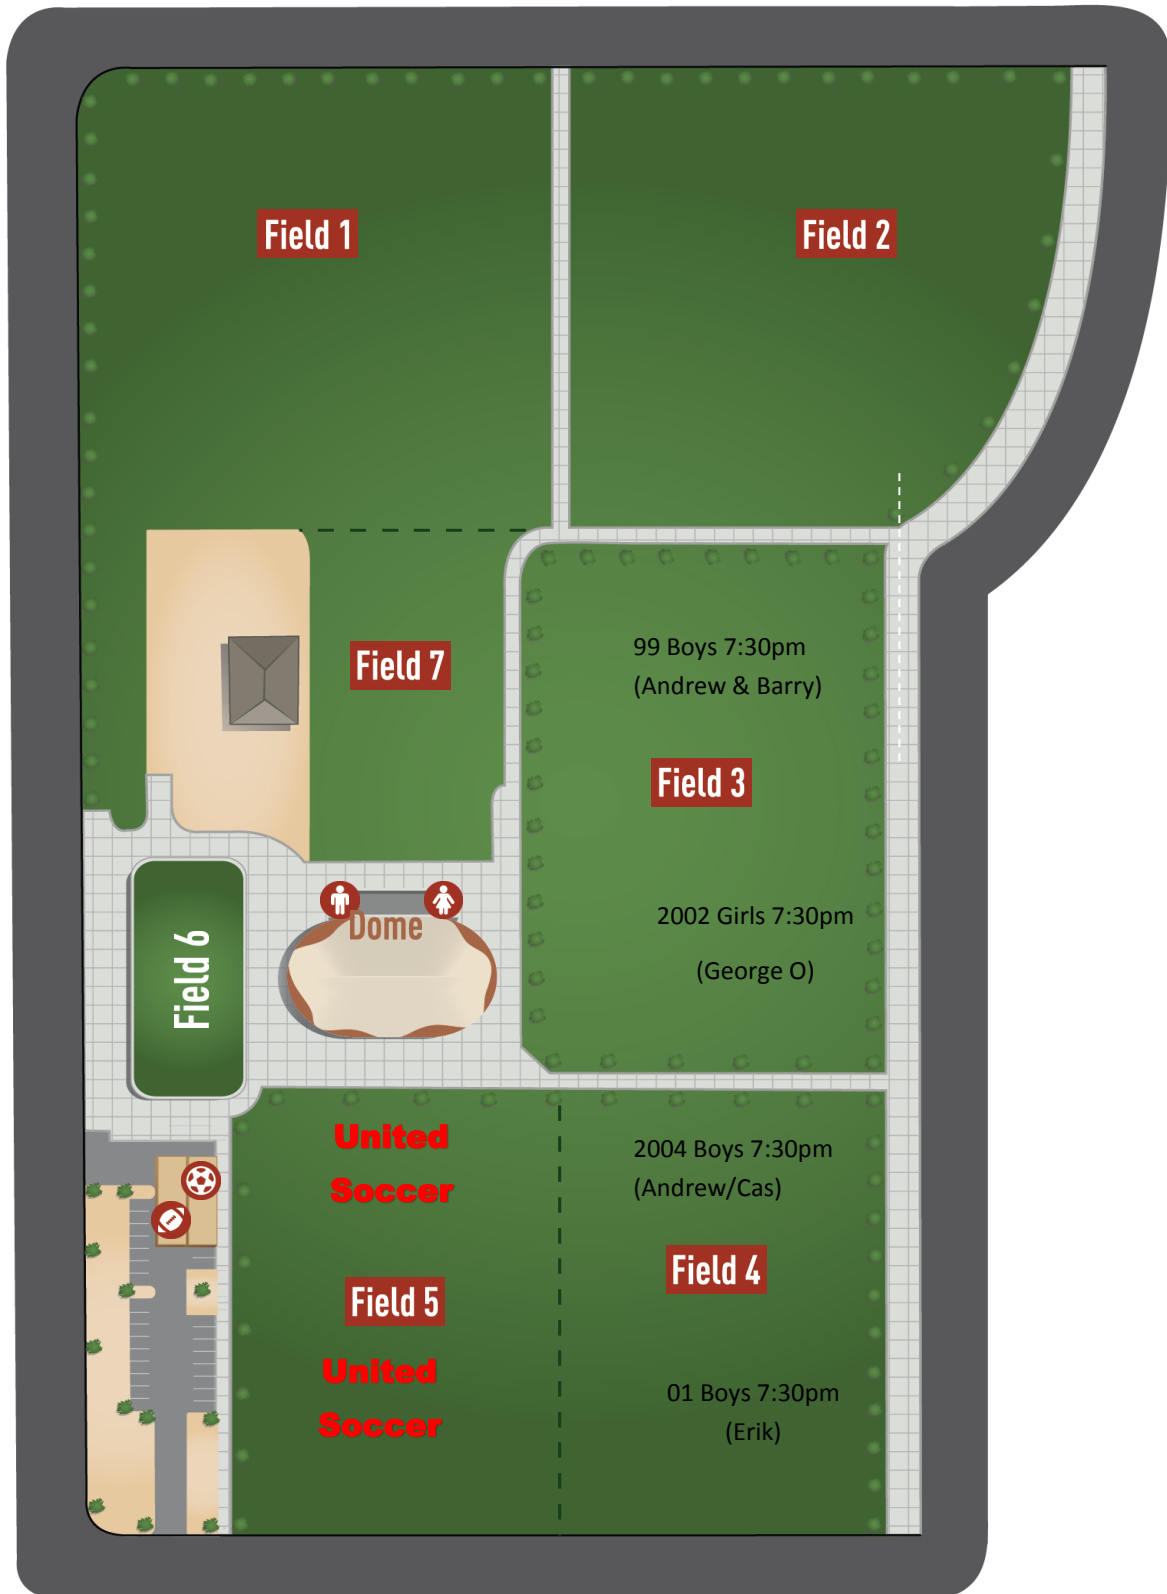 Field 1
Field 2
99 Boys 7:30pm
(Andrew & Barry)
Field 7
Field 3
2002 Girls 7:30pm
(George O)
Dome
Field 6
United
Soccer
2004 Boys 7:30pm
(Andrew/Cas)
Field 4
Field 5
United
Soccer
01 Boys 7:30pm
(Erik)